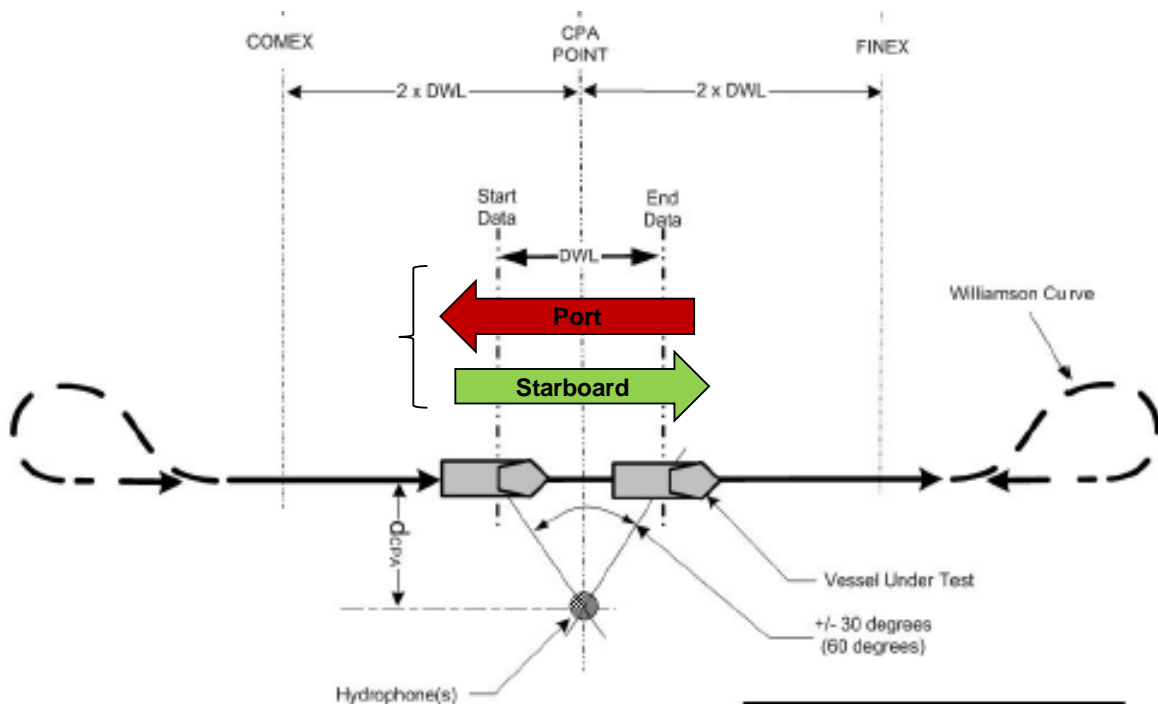 COMEX
CPA
POINT
FINEX
2 x DWL
2 x DWL
Start
Data
End
Data
DWL
Port
Starboard
Williamson Curve
dCPA
Vessel Under Test
+/- 30 degrees
(60 degrees)
Hydrophone(s)